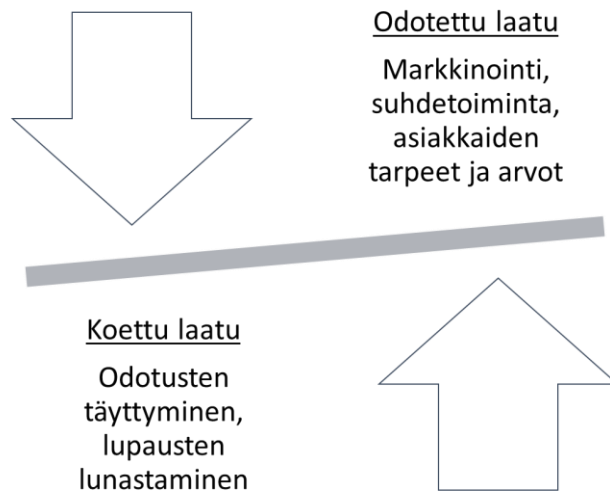 Odotettu laatu
Markkinointi,
suhdetoiminta,
asiakkaiden
tarpeet ja arvot
Koettu laatu
Odotusten
täyttyminen,
lupausten
lunastaminen